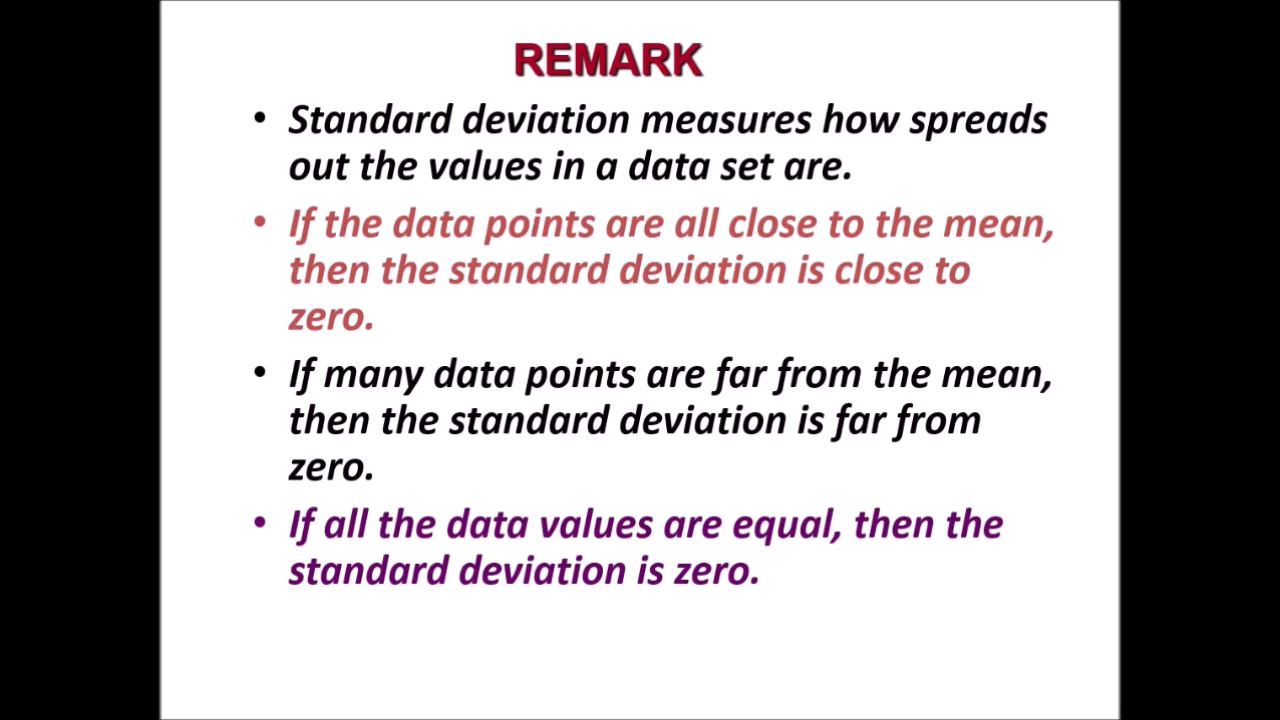 REMARK
• Standard deviation measures how spreads
out the values in a data set are.
• If the data points are all close to the mean,
then the standard deviation is close to
zero.
• If many data points are far from the mean,
then the standard deviation is far from
zero.
• If all the data values are equal, then the
standard deviation is zero.